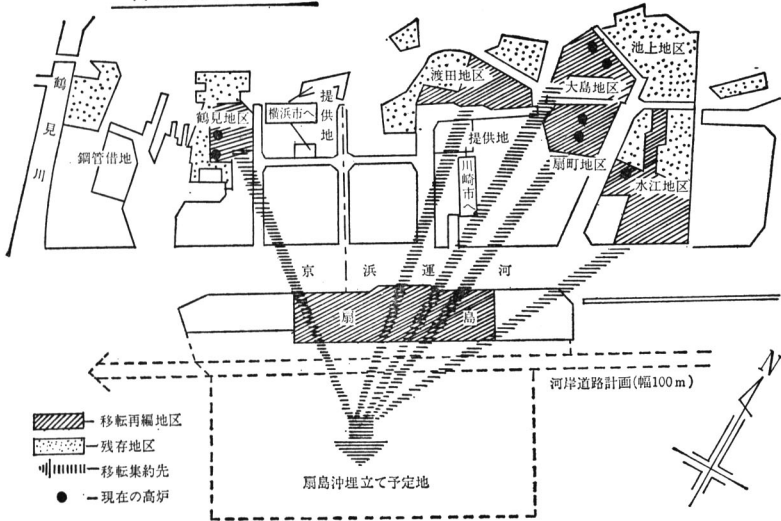 池上地区
渡田地区
大島地区
鶴見川
鶴見地区
横浜市へ
提供地
鋼管借地
提供地
川崎市へ
扇町地区
水江地区
京浜運河
扇島
河岸道路計画(幅100m)
N
移転再編地区
残存地区
移転集約先
現在の高炉
扇島沖埋立て予定地